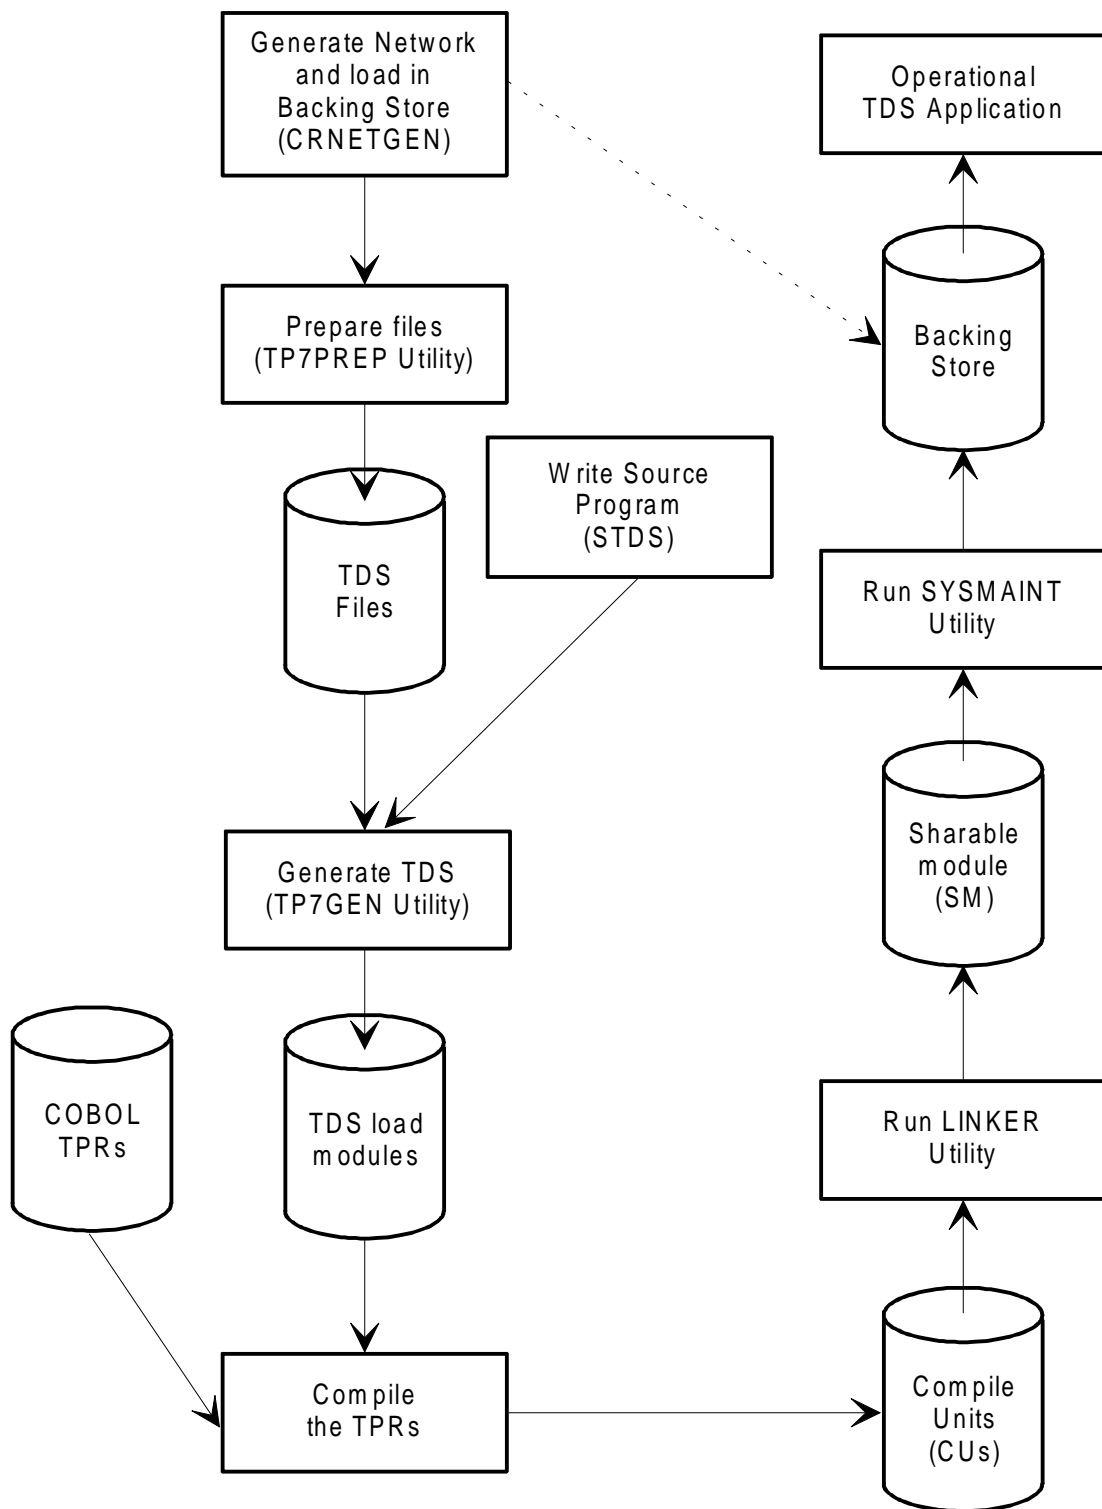 Generate Network
and load in
Backing Store
(CRNETGEN)
Operational
TDS Application
Prepare files
(TP7PREP Utility)
Backing
Store
Write Source
Program
(STDS)
TDS
Files
Run SYSMAINT
Utility
Generate TDS
(TP7GEN Utility)
Sharable
module
(SM)
COBOL
TPRs
TDS load
modules
Run LINKER
Utility
Compile
the TPRs
Compile
Units
(CUs)